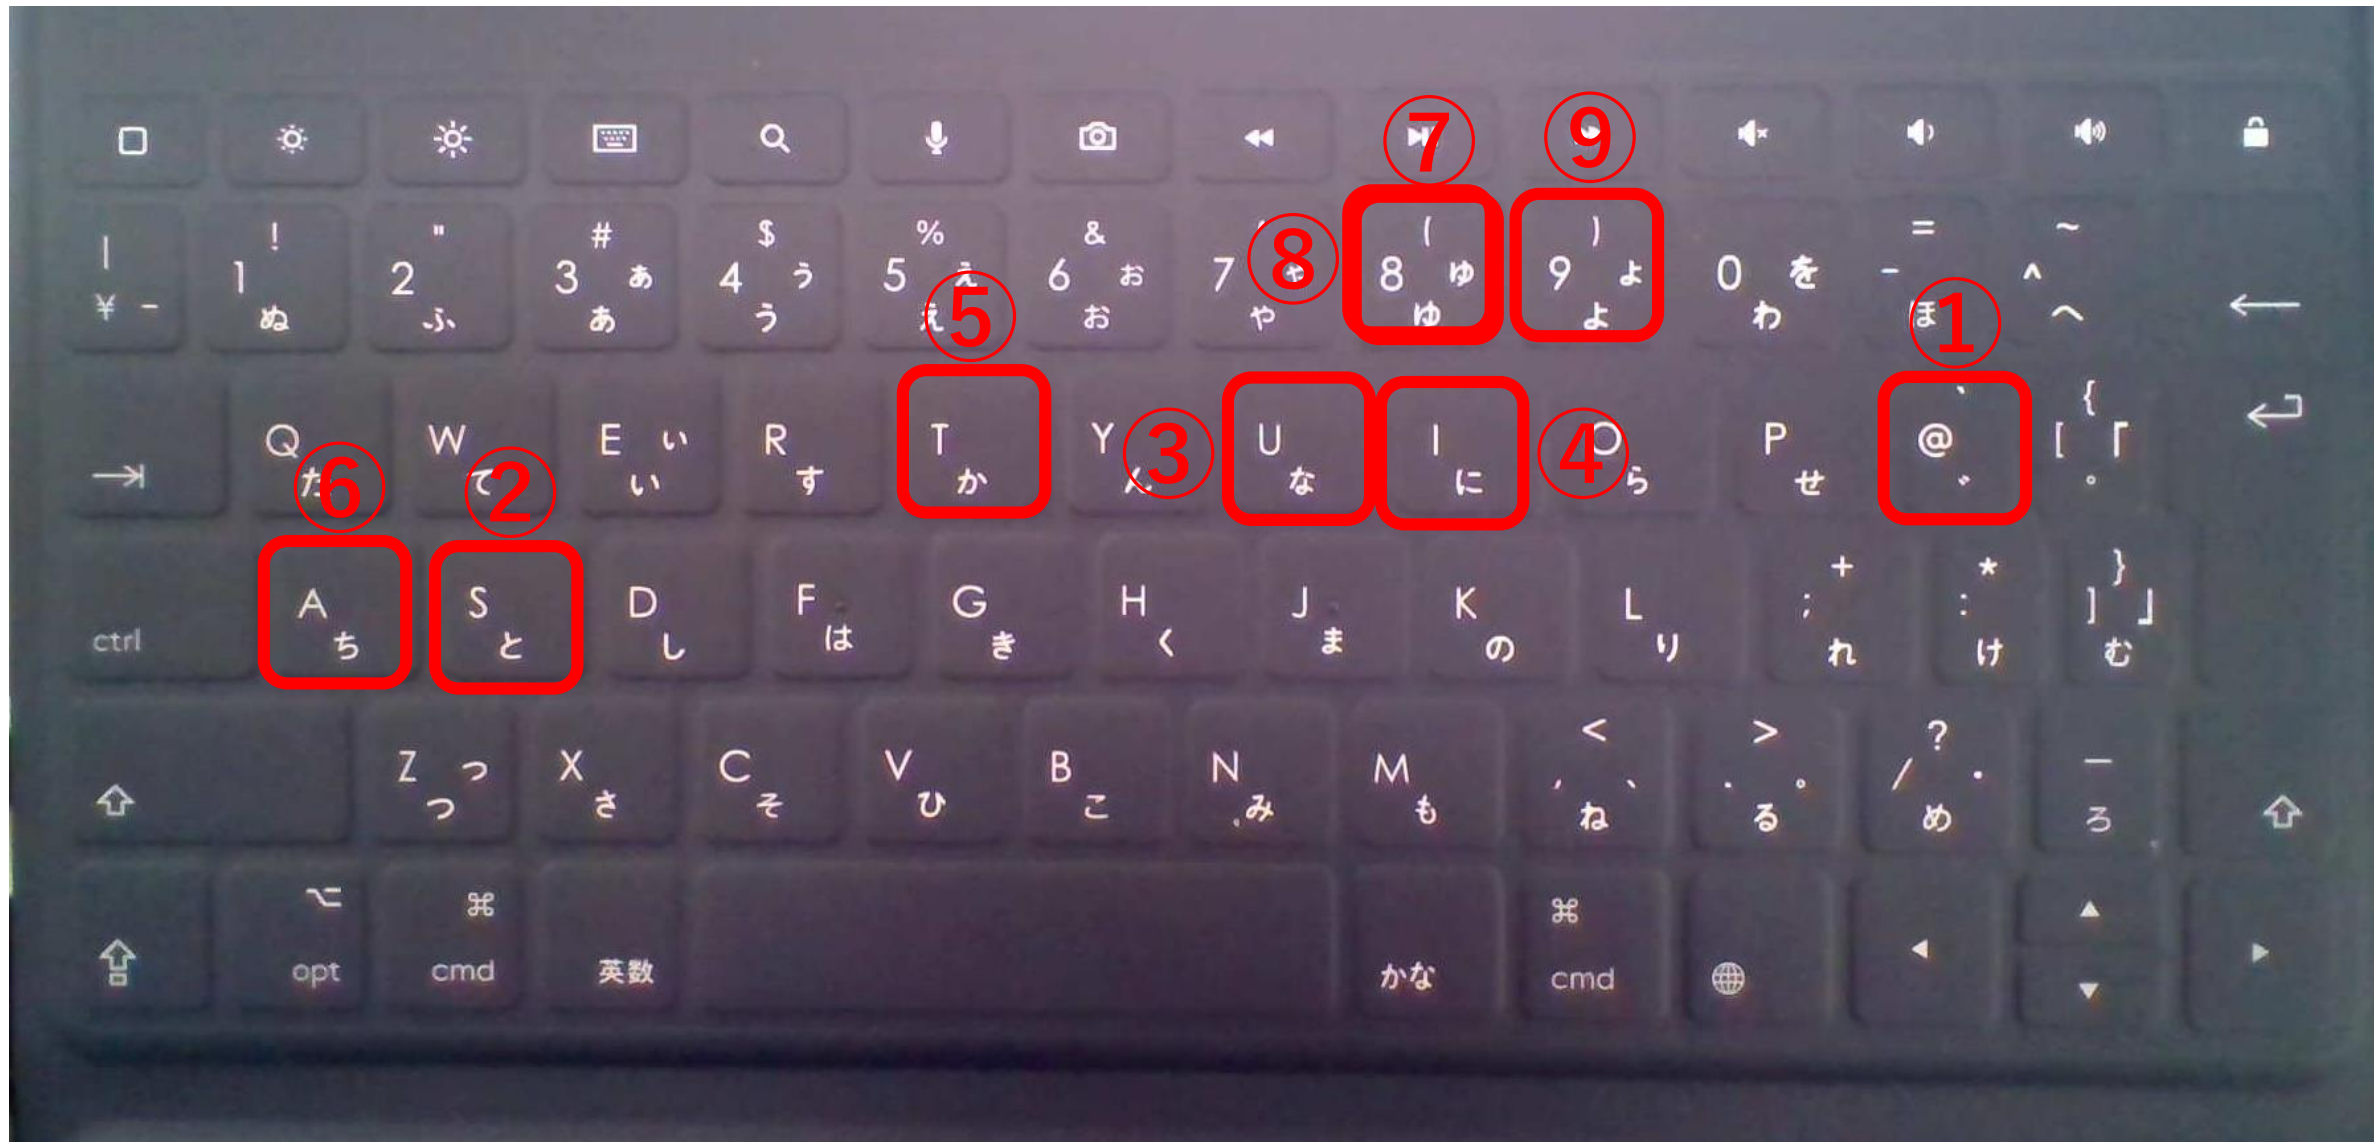 ⑦ ⑨
| ¥ - ! 1 ぬ " 2 ふ # 3 ぁ あ $ 4 ぅ う % 5 ぇ え & 6 ぉ お 7 ⑧ ゃ や ( 8 ゅ ゆ ) 9 ょ よ 0 を わ = - ほ ~ ^ へ
⑤ ①
Q た W て E ぃ い R す T か Y ん ③ U な I に ④ O ら P せ ` @ ゛ { [ 「 ゜
⑥ ②
ctrl A ち S と D し F は G き H く J ま K の L り + ; れ * : け } ] 」 む
Z っ つ X さ C そ V ひ B こ N み M も < , 、 ね > . 。 る ? / ・ め _ ろ
⌥ opt ⌘ cmd 英数 かな ⌘ cmd